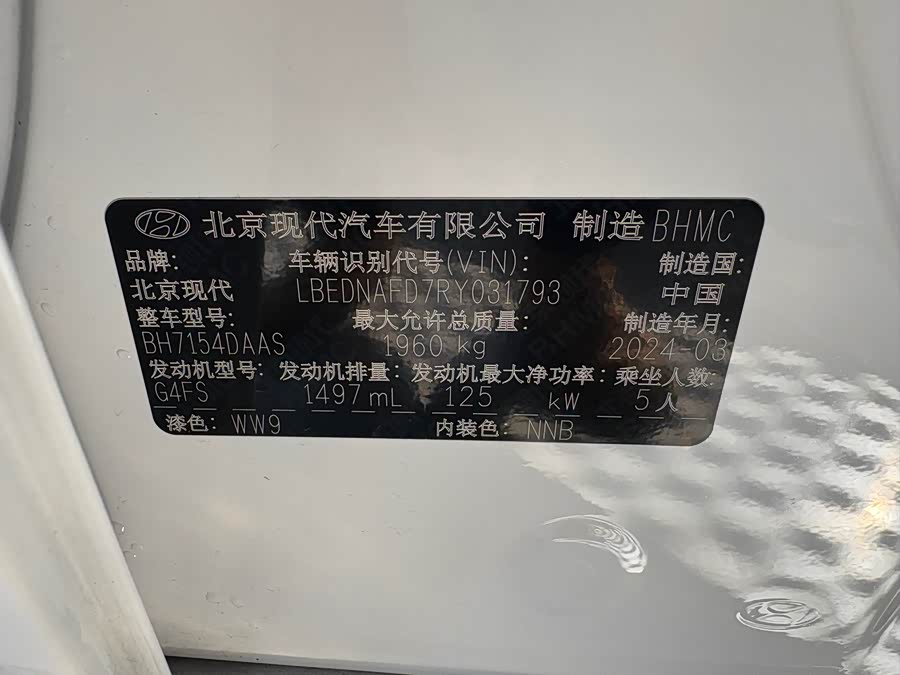 北京现代汽车有限公司 制造 BHMC
品牌: 车辆识别代号(VIN): 制造国:
北京现代 LBEDNAFD7RY031793 中国
整车型号: 最大允许总质量: 制造年月:
BH7154DAAS 1960 kg 2024-03
发动机型号: 发动机排量: 发动机最大净功率: 乘坐人数:
G4FS 1497 mL 125 kW 5人
漆色: WW9 内装色: NNB